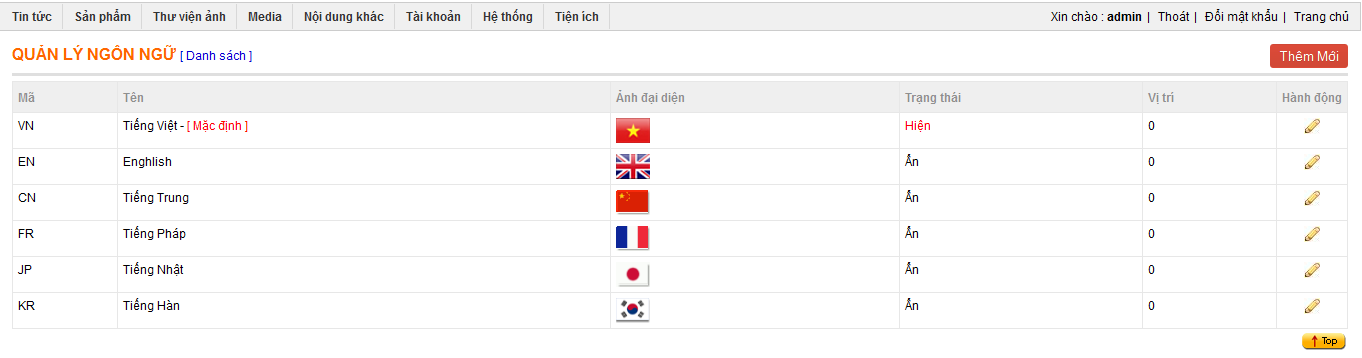 Tin tức Sản phẩm Thư viện ảnh Media Nội dung khác Tài khoản Hệ thống Tiện ích Xin chào : admin | Thoát | Đổi mật khẩu | Trang chủ
QUẢN LÝ NGÔN NGỮ [ Danh sách ] Thêm Mới
Mã Tên Ảnh đại diện Trạng thái Vị trí Hành động
VN Tiếng Việt - [ Mặc định ] Hiện 0
EN Enghlish Ẩn 0
CN Tiếng Trung Ẩn 0
FR Tiếng Pháp Ẩn 0
JP Tiếng Nhật Ẩn 0
KR Tiếng Hàn Ẩn 0
Top